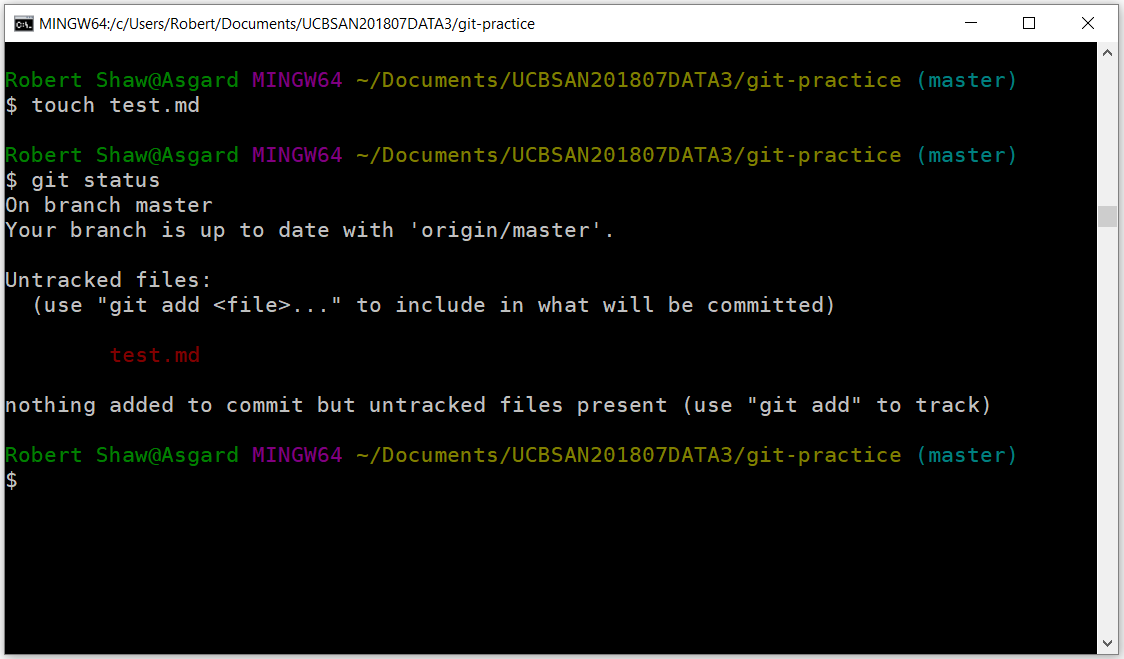 MINGW64:/c/Users/Robert/Documents/UCBSAN201807DATA3/git-practice
Robert Shaw@Asgard MINGW64 ~/Documents/UCBSAN201807DATA3/git-practice (master)
$ touch test.md
Robert Shaw@Asgard MINGW64 ~/Documents/UCBSAN201807DATA3/git-practice (master)
$ git status
On branch master
Your branch is up to date with 'origin/master'.
Untracked files:
  (use "git add <file>..." to include in what will be committed)
        test.md
nothing added to commit but untracked files present (use "git add" to track)
Robert Shaw@Asgard MINGW64 ~/Documents/UCBSAN201807DATA3/git-practice (master)
$